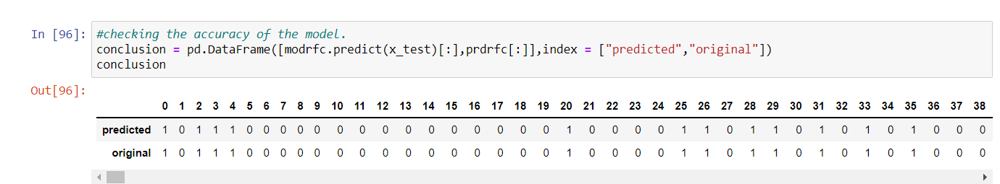 In [96]: #checking the accuracy of the model.
conclusion = pd.DataFrame([modrfc.predict(x_test)[:],prdrfc[:]],index = ["predicted","original"])
conclusion
Out[96]:
0 1 2 3 4 5 6 7 8 9 10 11 12 13 14 15 16 17 18 19 20 21 22 23 24 25 26 27 28 29 30 31 32 33 34 35 36 37 38
predicted 1 0 1 1 1 0 0 0 0 0 0 0 0 0 0 0 0 0 0 0 1 0 0 0 0 1 1 0 1 1 0 1 0 1 0 1 0 0 0
original 1 0 1 1 1 0 0 0 0 0 0 0 0 0 0 0 0 0 0 0 1 0 0 0 0 1 1 0 1 1 0 1 0 1 0 1 0 0 0